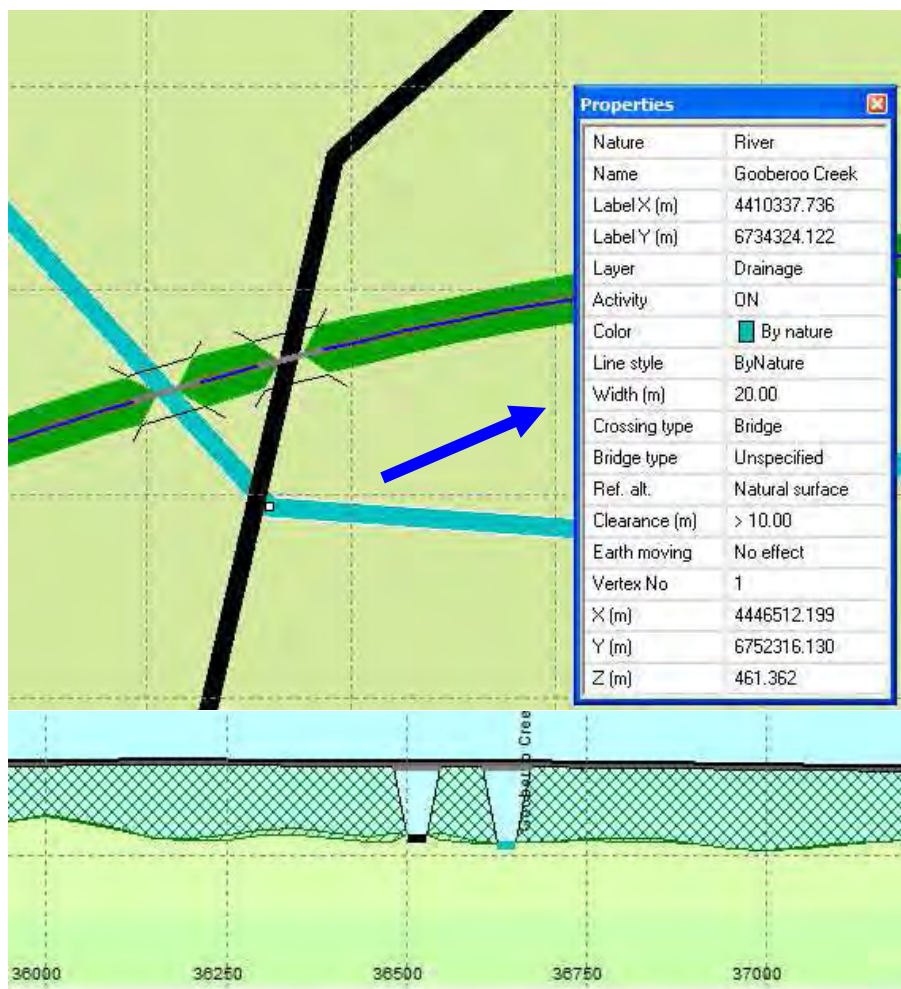 Properties
Nature River
Name Gooberoo Creek
Label X (m) 4410337.736
Label Y (m) 6734324.122
Layer Drainage
Activity ON
Color By nature
Line style ByNature
Width (m) 20.00
Crossing type Bridge
Bridge type Unspecified
Ref. alt. Natural surface
Clearance (m) > 10.00
Earth moving No effect
Vertex No 1
X (m) 4446512.199
Y (m) 6752316.130
Z (m) 461.362
Gooberoo Cree
36000 36250 36500 36750 37000